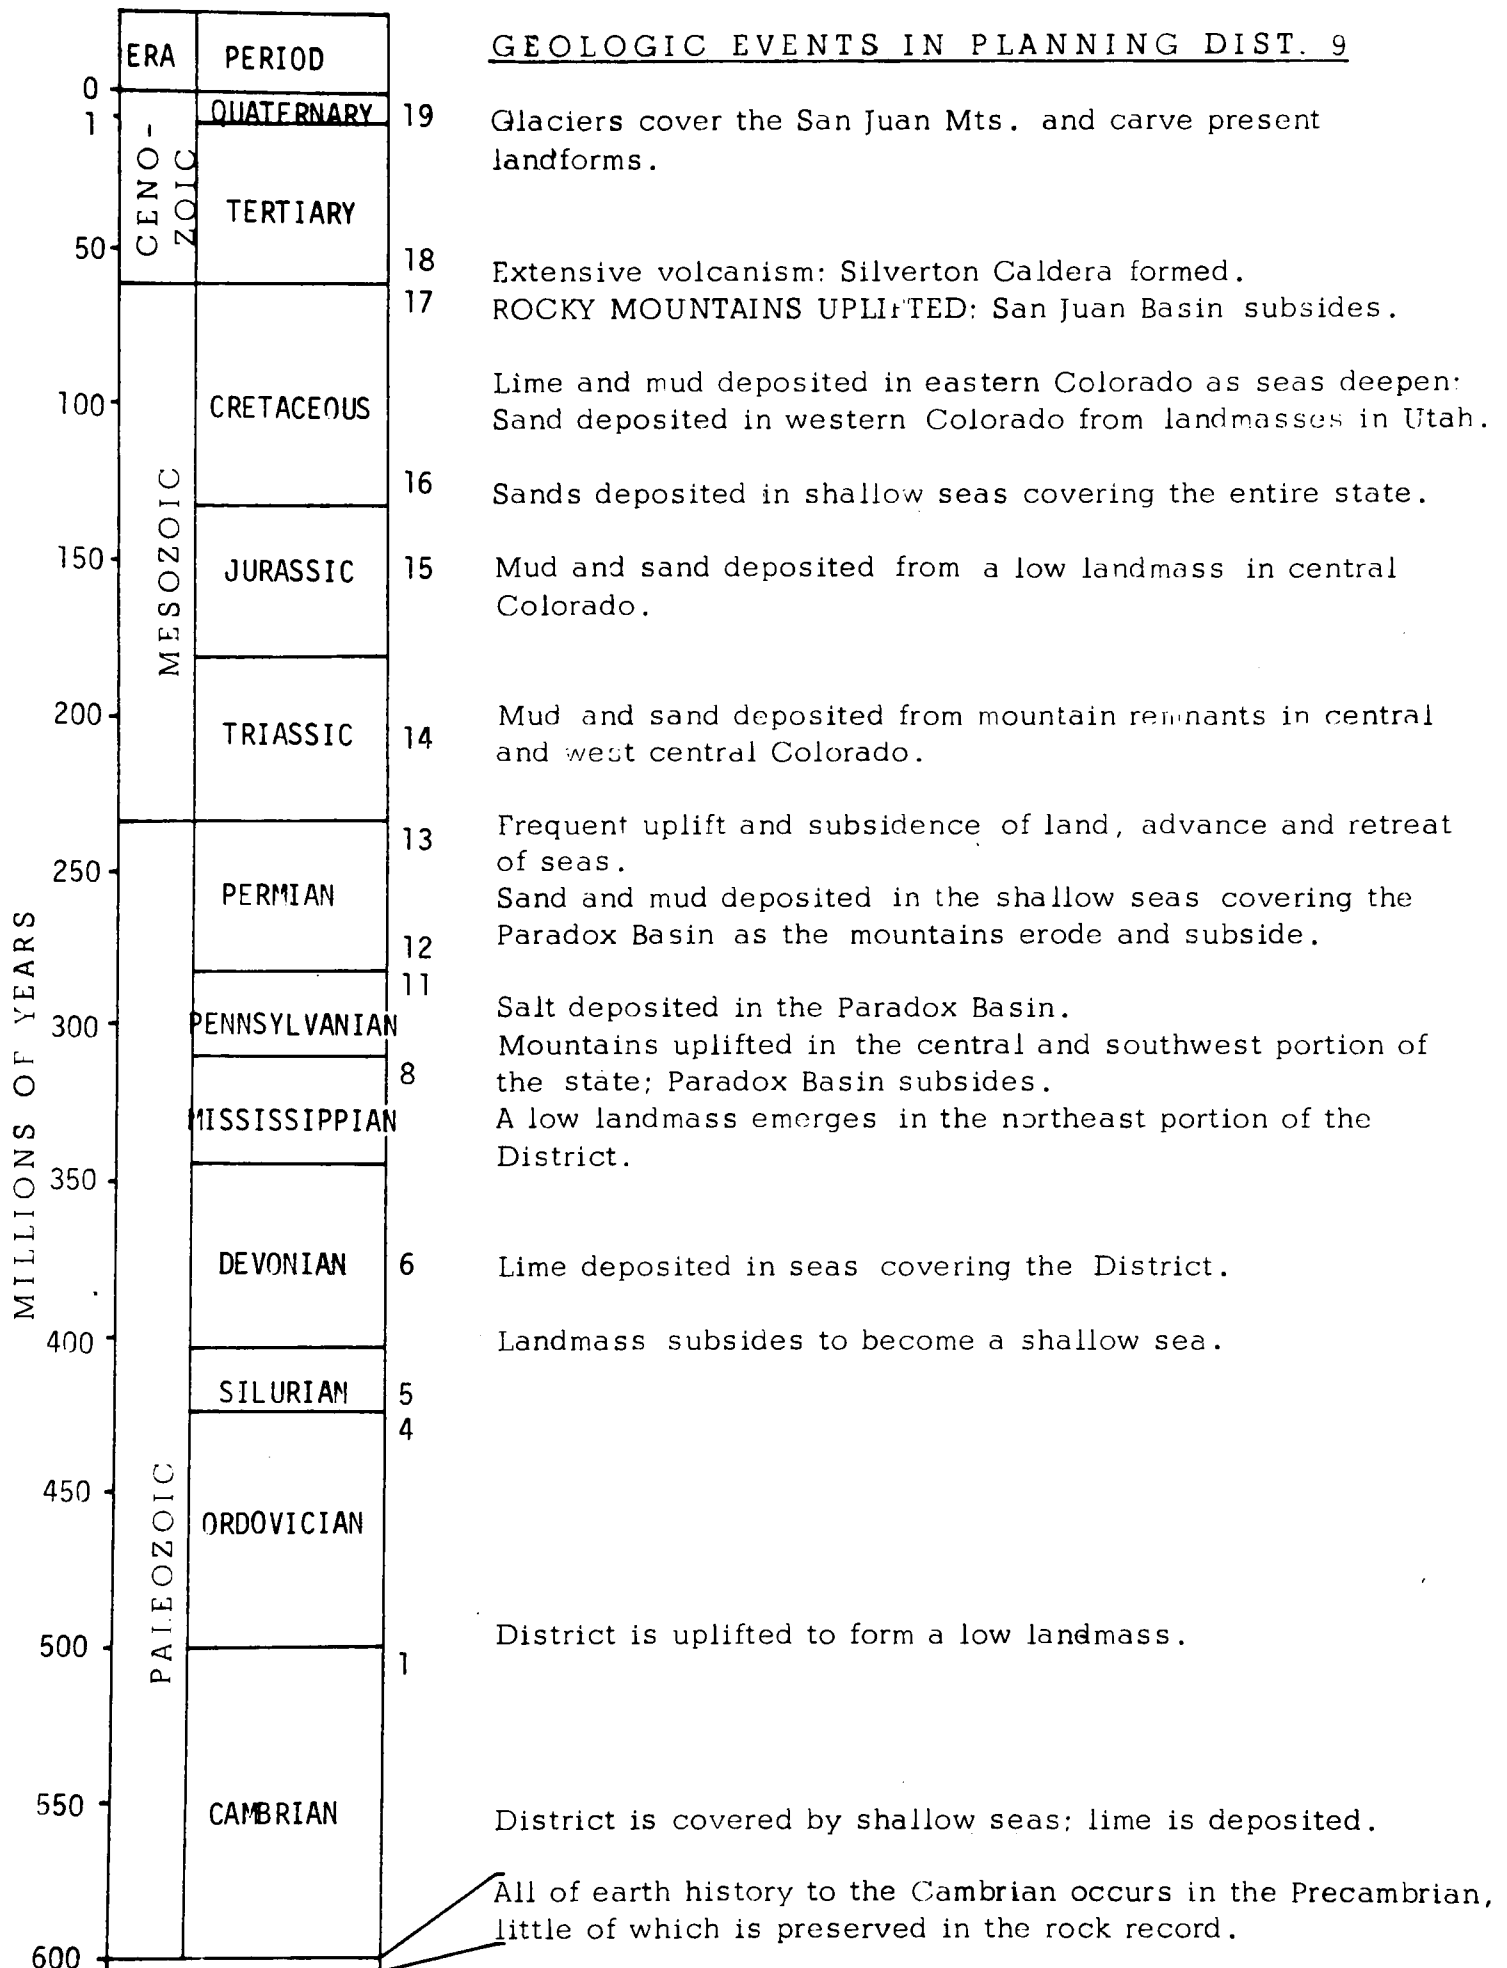 ERA PERIOD
GEOLOGIC EVENTS IN PLANNING DIST. 9
0
QUATERNARY
1
19
Glaciers cover the San Juan Mts. and carve present
landforms.
CENO-
ZOIC
TERTIARY
50
18
Extensive volcanism: Silverton Caldera formed.
17
ROCKY MOUNTAINS UPLIFTED: San Juan Basin subsides.
100
CRETACEOUS
Lime and mud deposited in eastern Colorado as seas deepen:
Sand deposited in western Colorado from landmasses in Utah.
MESOZOIC
16
Sands deposited in shallow seas covering the entire state.
150
JURASSIC
15
Mud and sand deposited from a low landmass in central
Colorado.
200
TRIASSIC
14
Mud and sand deposited from mountain remnants in central
and west central Colorado.
13
Frequent uplift and subsidence of land, advance and retreat
of seas.
250
PERMIAN
Sand and mud deposited in the shallow seas covering the
12
Paradox Basin as the mountains erode and subside.
11
MILLIONS OF YEARS
300
PENNSYLVANIAN
Salt deposited in the Paradox Basin.
Mountains uplifted in the central and southwest portion of
8
the state; Paradox Basin subsides.
MISSISSIPPIAN
A low landmass emerges in the northeast portion of the
District.
350
DEVONIAN
6
Lime deposited in seas covering the District.
400
Landmass subsides to become a shallow sea.
SILURIAN
5
4
450
PALEOZOIC
ORDOVICIAN
500
District is uplifted to form a low landmass.
1
550
CAMBRIAN
District is covered by shallow seas; lime is deposited.
All of earth history to the Cambrian occurs in the Precambrian,
little of which is preserved in the rock record.
600